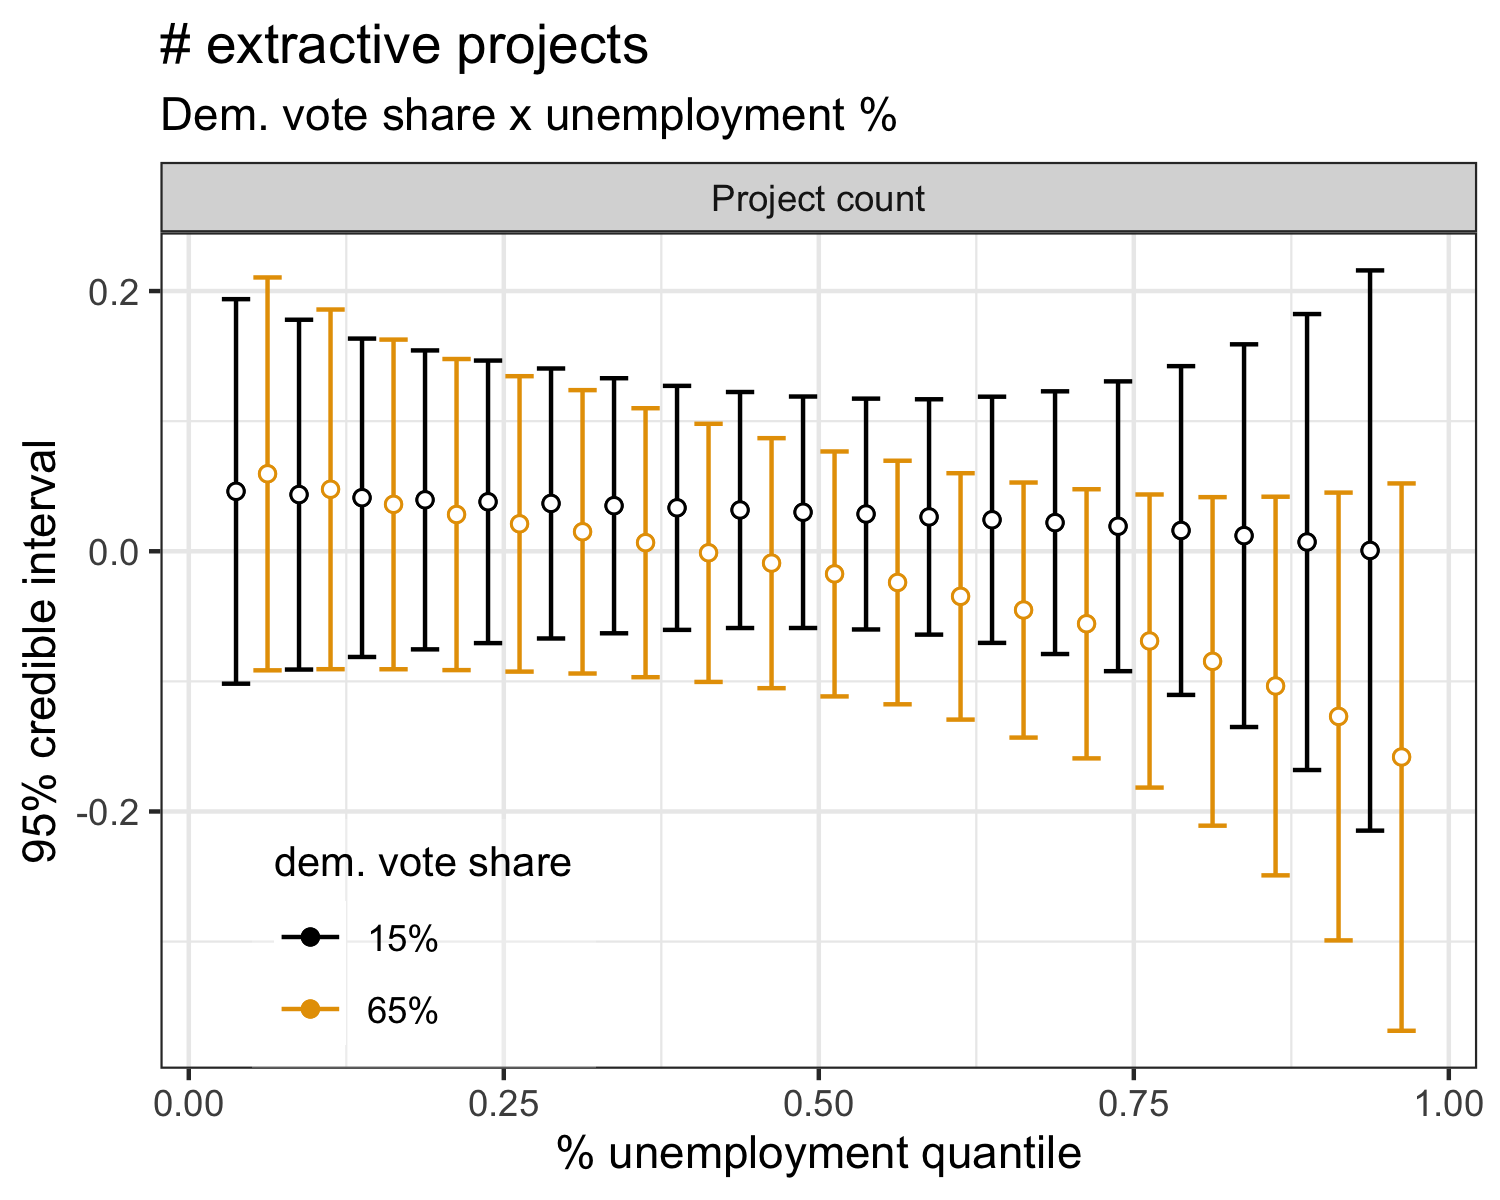 # extractive projects
Dem. vote share x unemployment %
Project count
95% credible interval
0.2
0.0
-0.2
dem. vote share
15%
65%
0.00 0.25 0.50 0.75 1.00
% unemployment quantile